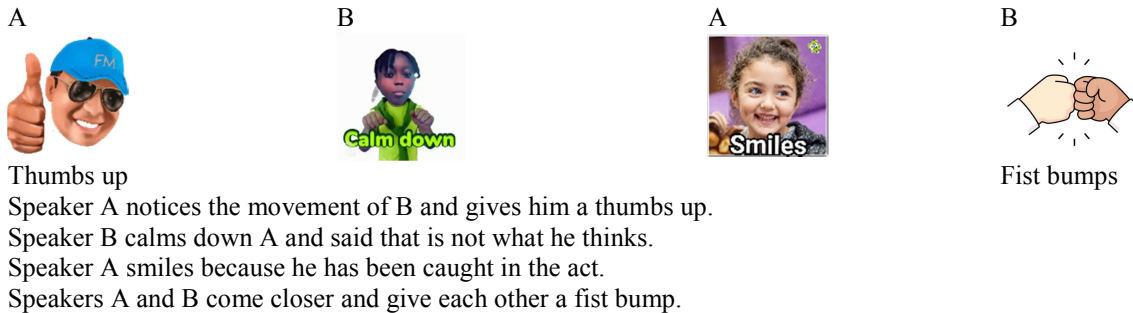 A B A B
FM
Calm down
Smiles
Thumbs up Fist bumps
Speaker A notices the movement of B and gives him a thumbs up.
Speaker B calms down A and said that is not what he thinks.
Speaker A smiles because he has been caught in the act.
Speakers A and B come closer and give each other a fist bump.